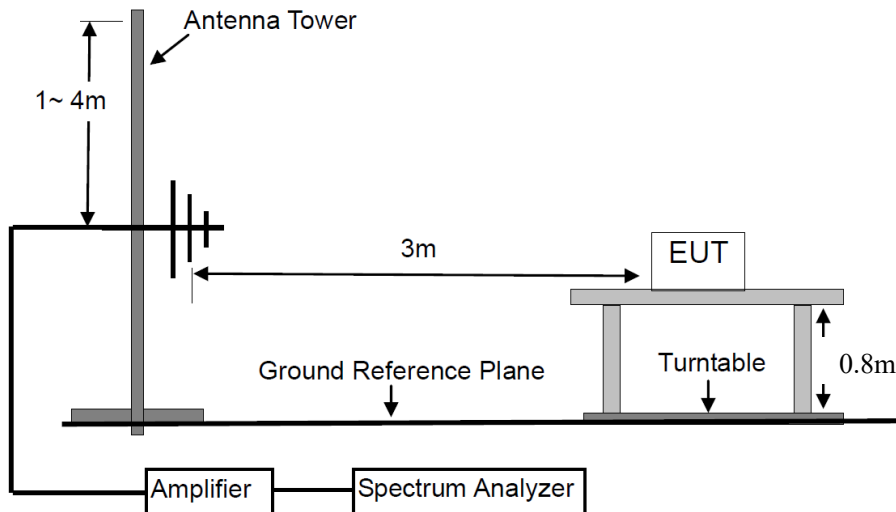 Antenna Tower
1~ 4m
3m
EUT
Ground Reference Plane
Turntable
0.8m
Amplifier
Spectrum Analyzer